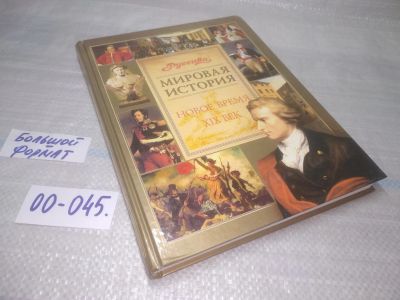 Руссика
МИРОВАЯ
ИСТОРИЯ
НОВОЕ ВРЕМЯ
XIX ВЕК
БОЛЬШОЙ
ФОРМАТ
00-045.